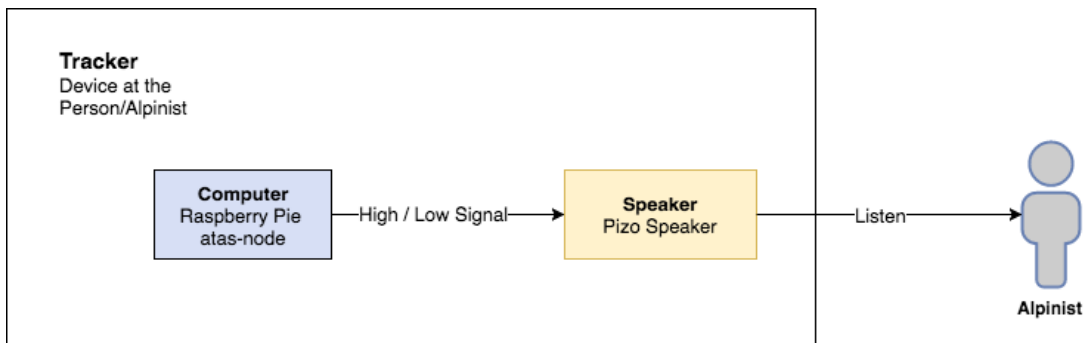 Tracker
Device at the
Person/Alpinist
Computer
Raspberry Pie
atas-node
High / Low Signal
Speaker
Pizo Speaker
Listen
Alpinist